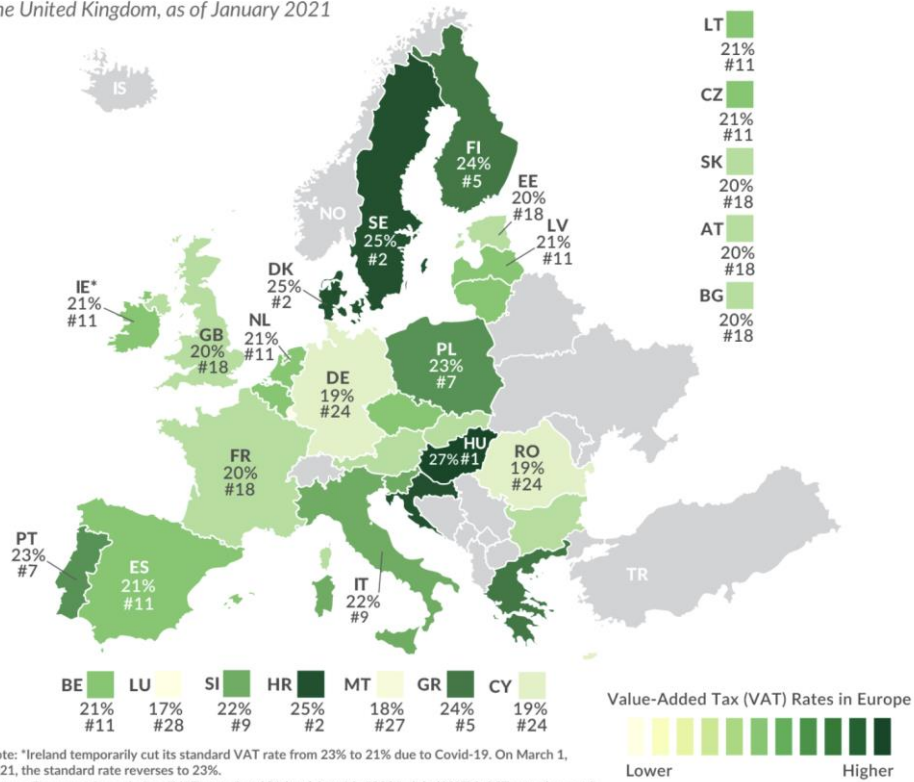 the United Kingdom, as of January 2021
IS
NO
SE
25%
#2
FI
24%
#5
EE
20%
#18
LV
21%
#11
LT
21%
#11
CZ
21%
#11
SK
20%
#18
AT
20%
#18
BG
20%
#18
DK
25%
#2
IE*
21%
#11
GB
20%
#18
NL
21%
#11
DE
19%
#24
PL
23%
#7
FR
20%
#18
HU
27% #1
RO
19%
#24
PT
23%
#7
ES
21%
#11
IT
22%
#9
TR
BE
21%
#11
LU
17%
#28
SI
22%
#9
HR
25%
#2
MT
18%
#27
GR
24%
#5
CY
19%
#24
Value-Added Tax (VAT) Rates in Europe
Lower Higher
ote: *Ireland temporarily cut its standard VAT rate from 23% to 21% due to Covid-19. On March 1,
21, the standard rate reverses to 23%.